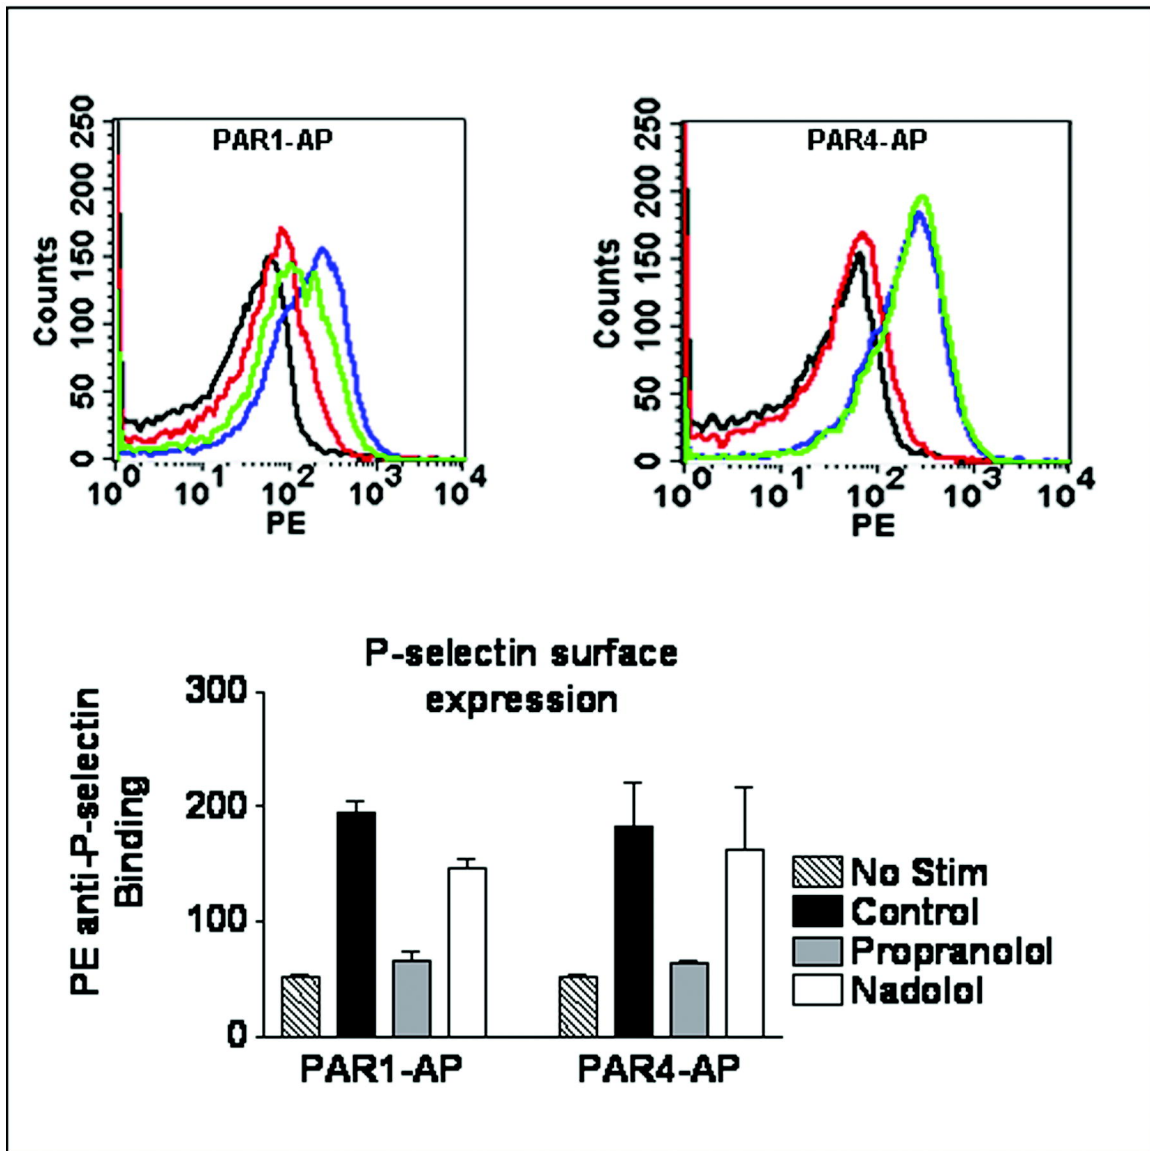 PAR1-AP
Counts
250
200
150
100
50
0
10^0 10^1 10^2 10^3 10^4
PE
PAR4-AP
Counts
250
200
150
100
50
0
10^0 10^1 10^2 10^3 10^4
PE
P-selectin surface
expression
PE anti-P-selectin
Binding
300
200
100
0
PAR1-AP PAR4-AP
No Stim
Control
Propranolol
Nadolol